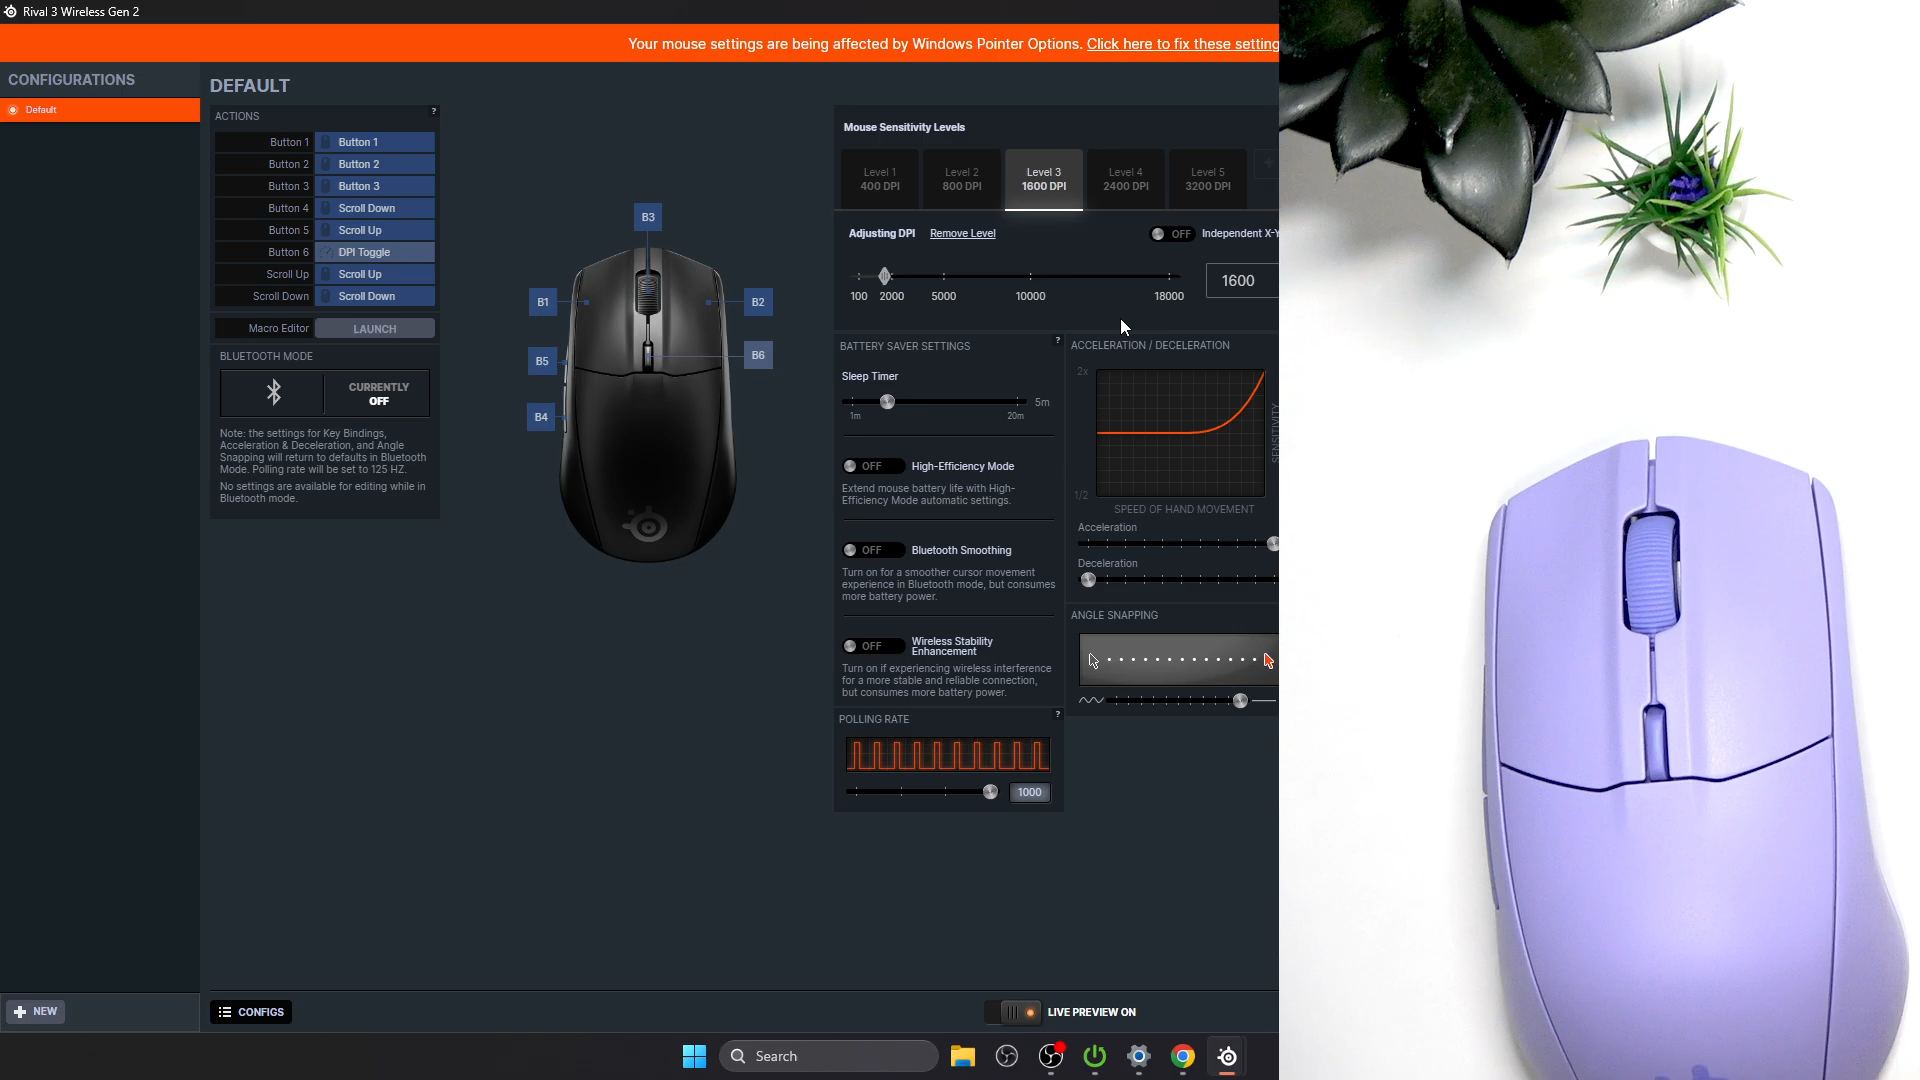 Rival 3 Wireless Gen 2
Your mouse settings are being affected by Windows Pointer Options. Click here to fix these setting
CONFIGURATIONS
Default
DEFAULT
ACTIONS
?
Button 1 Button 1
Button 2 Button 2
Button 3 Button 3
Button 4 Scroll Down
Button 5 Scroll Up
Button 6 DPI Toggle
Scroll Up Scroll Up
Scroll Down Scroll Down
Macro Editor LAUNCH
BLUETOOTH MODE
CURRENTLY
OFF
Note: the settings for Key Bindings,
Acceleration & Deceleration, and Angle
Snapping will return to defaults in Bluetooth
Mode. Polling rate will be set to 125 HZ.
No settings are available for editing while in
Bluetooth mode.
B3
B1
B2
B5
B6
B4
Mouse Sensitivity Levels
Level 1
400 DPI
Level 2
800 DPI
Level 3
1600 DPI
Level 4
2400 DPI
Level 5
3200 DPI
+
Adjusting DPI Remove Level
OFF Independent X-Y
100 2000 5000 10000 18000
1600
BATTERY SAVER SETTINGS
?
Sleep Timer
5m
1m 20m
OFF High-Efficiency Mode
Extend mouse battery life with High-
Efficiency Mode automatic settings.
OFF Bluetooth Smoothing
Turn on for a smoother cursor movement
experience in Bluetooth mode, but consumes
more battery power.
OFF Wireless Stability
Enhancement
Turn on if experiencing wireless interference
for a more stable and reliable connection,
but consumes more battery power.
POLLING RATE
?
1000
ACCELERATION / DECELERATION
2x
1/2
SENSITIVITY
SPEED OF HAND MOVEMENT
Acceleration
Deceleration
ANGLE SNAPPING
+ NEW
CONFIGS
LIVE PREVIEW ON
Search